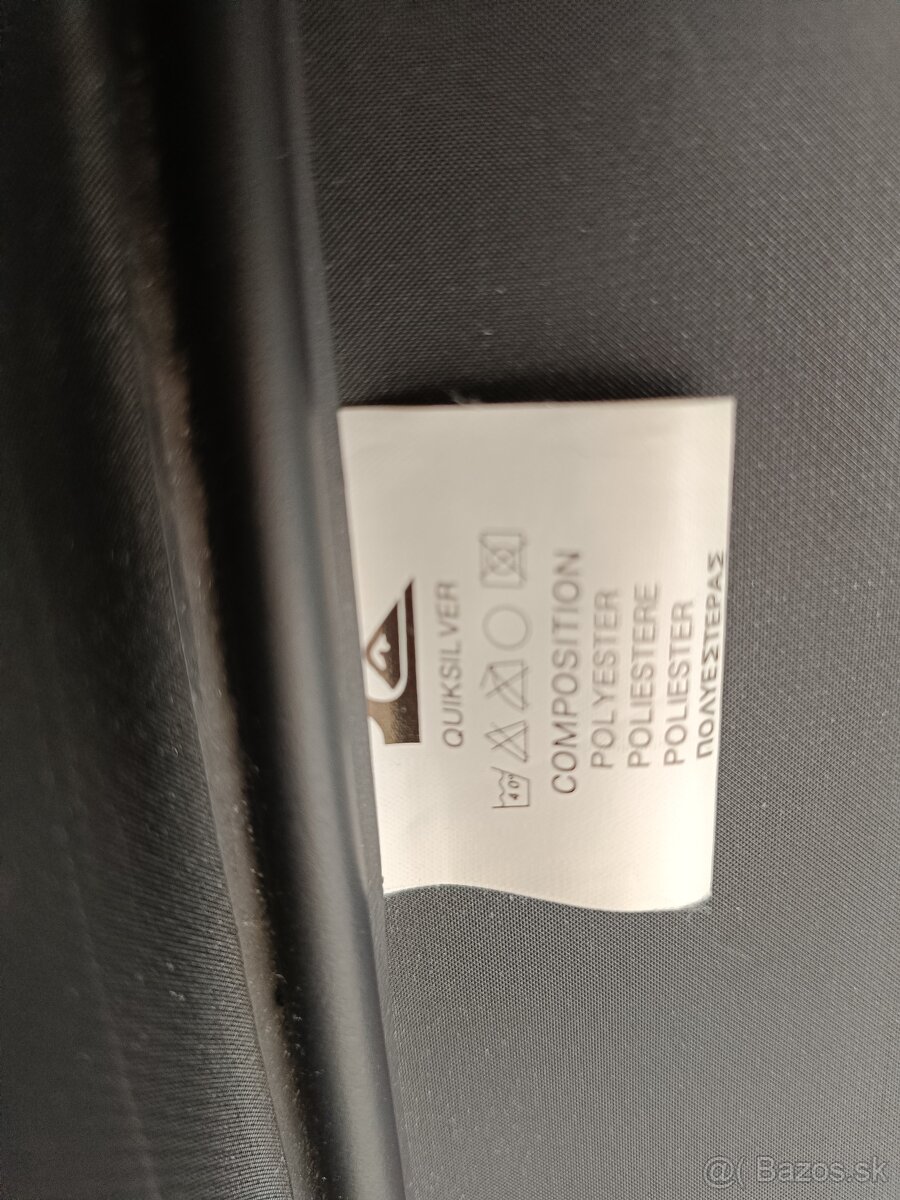 QUIKSILVER
40°
COMPOSITION
POLYESTER
POLIESTERE
POLIESTER
ΠΟΛΥΕΣΤΕΡΑΣ
@( Bazos.sk